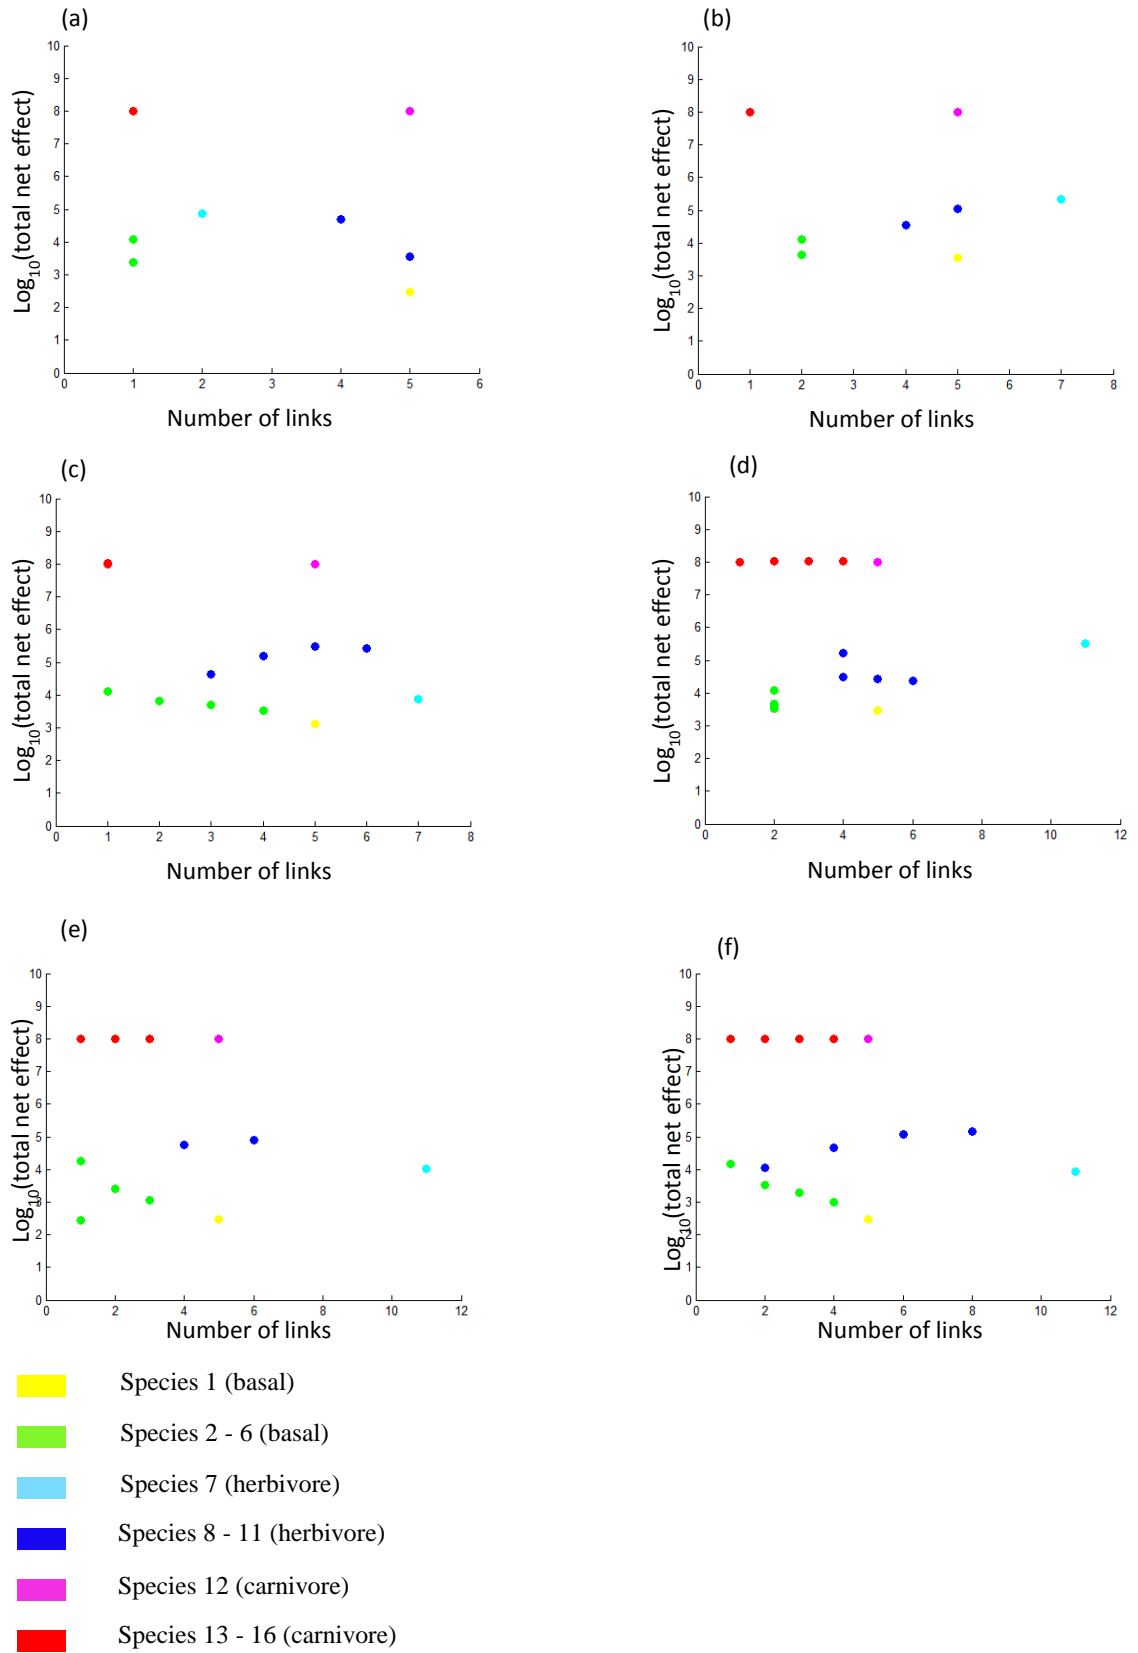 (a)
10
9
8
7
6
5
4
3
2
1
0
0 1 2 3 4 5 6
Log10(total net effect)
Number of links
(b)
10
9
8
7
6
5
4
3
2
1
0
0 1 2 3 4 5 6 7 8
Log10(total net effect)
Number of links
(c)
10
9
8
7
6
5
4
3
2
1
0
0 1 2 3 4 5 6 7 8
Log10(total net effect)
Number of links
(d)
10
9
8
7
6
5
4
3
2
1
0
0 2 4 6 8 10 12
Log10(total net effect)
Number of links
(e)
10
9
8
7
6
5
4
3
2
1
0
0 2 4 6 8 10 12
Log10(total net effect)
Number of links
(f)
10
9
8
7
6
5
4
3
2
1
0
0 2 4 6 8 10 12
Log10(total net effect)
Number of links
Species 1 (basal)
Species 2 - 6 (basal)
Species 7 (herbivore)
Species 8 - 11 (herbivore)
Species 12 (carnivore)
Species 13 - 16 (carnivore)